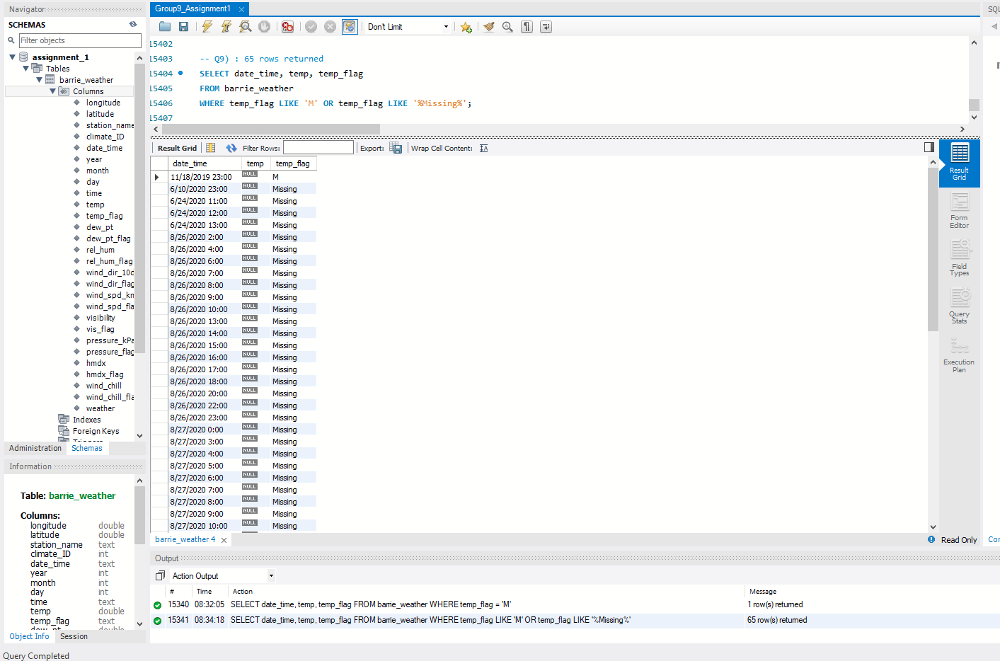 Navigator
SCHEMAS
Filter objects
assignment_1
Tables
barrie_weather
Columns
longitude
latitude
station_name
climate_ID
date_time
year
month
day
time
temp
temp_flag
dew_pt
dew_pt_flag
rel_hum
rel_hum_flag
wind_dir_10d
wind_dir_flag
wind_spd_kn
wind_spd_fla
visibility
vis_flag
pressure_kPa
pressure_flag
hmdx
hmdx_flag
wind_chill
wind_chill_fla
weather
Indexes
Foreign Keys
Administration Schemas
Information
Table: barrie_weather
Columns:
longitude double
latitude double
station_name text
climate_ID int
date_time text
year int
month int
day int
time text
temp double
temp_flag text
dew_pt double
Object Info Session
Query Completed
Group9_Assignment1
Don't Limit
15402
15403 -- Q9) : 65 rows returned
15404 SELECT date_time, temp, temp_flag
15405 FROM barrie_weather
15406 WHERE temp_flag LIKE 'M' OR temp_flag LIKE '%Missing%';
15407
Result Grid Filter Rows: Export: Wrap Cell Content:
date_time temp temp_flag
11/18/2019 23:00 NULL M
6/10/2020 23:00 NULL Missing
6/24/2020 11:00 NULL Missing
6/24/2020 12:00 NULL Missing
6/24/2020 13:00 NULL Missing
8/26/2020 2:00 NULL Missing
8/26/2020 4:00 NULL Missing
8/26/2020 6:00 NULL Missing
8/26/2020 7:00 NULL Missing
8/26/2020 8:00 NULL Missing
8/26/2020 9:00 NULL Missing
8/26/2020 10:00 NULL Missing
8/26/2020 13:00 NULL Missing
8/26/2020 14:00 NULL Missing
8/26/2020 15:00 NULL Missing
8/26/2020 16:00 NULL Missing
8/26/2020 17:00 NULL Missing
8/26/2020 18:00 NULL Missing
8/26/2020 20:00 NULL Missing
8/26/2020 22:00 NULL Missing
8/26/2020 23:00 NULL Missing
8/27/2020 0:00 NULL Missing
8/27/2020 3:00 NULL Missing
8/27/2020 4:00 NULL Missing
8/27/2020 5:00 NULL Missing
8/27/2020 6:00 NULL Missing
8/27/2020 7:00 NULL Missing
8/27/2020 8:00 NULL Missing
8/27/2020 9:00 NULL Missing
8/27/2020 10:00 NULL Missing
Result
Grid
Form
Editor
Field
Types
Query
Stats
Execution
Plan
barrie_weather 4
Read Only
Output
Action Output
# Time Action Message
15340 08:32:05 SELECT date_time, temp, temp_flag FROM barrie_weather WHERE temp_flag = 'M' 1 row(s) returned
15341 08:34:18 SELECT date_time, temp, temp_flag FROM barrie_weather WHERE temp_flag LIKE 'M' OR temp_flag LIKE '%Missing%' 65 row(s) returned
SQL